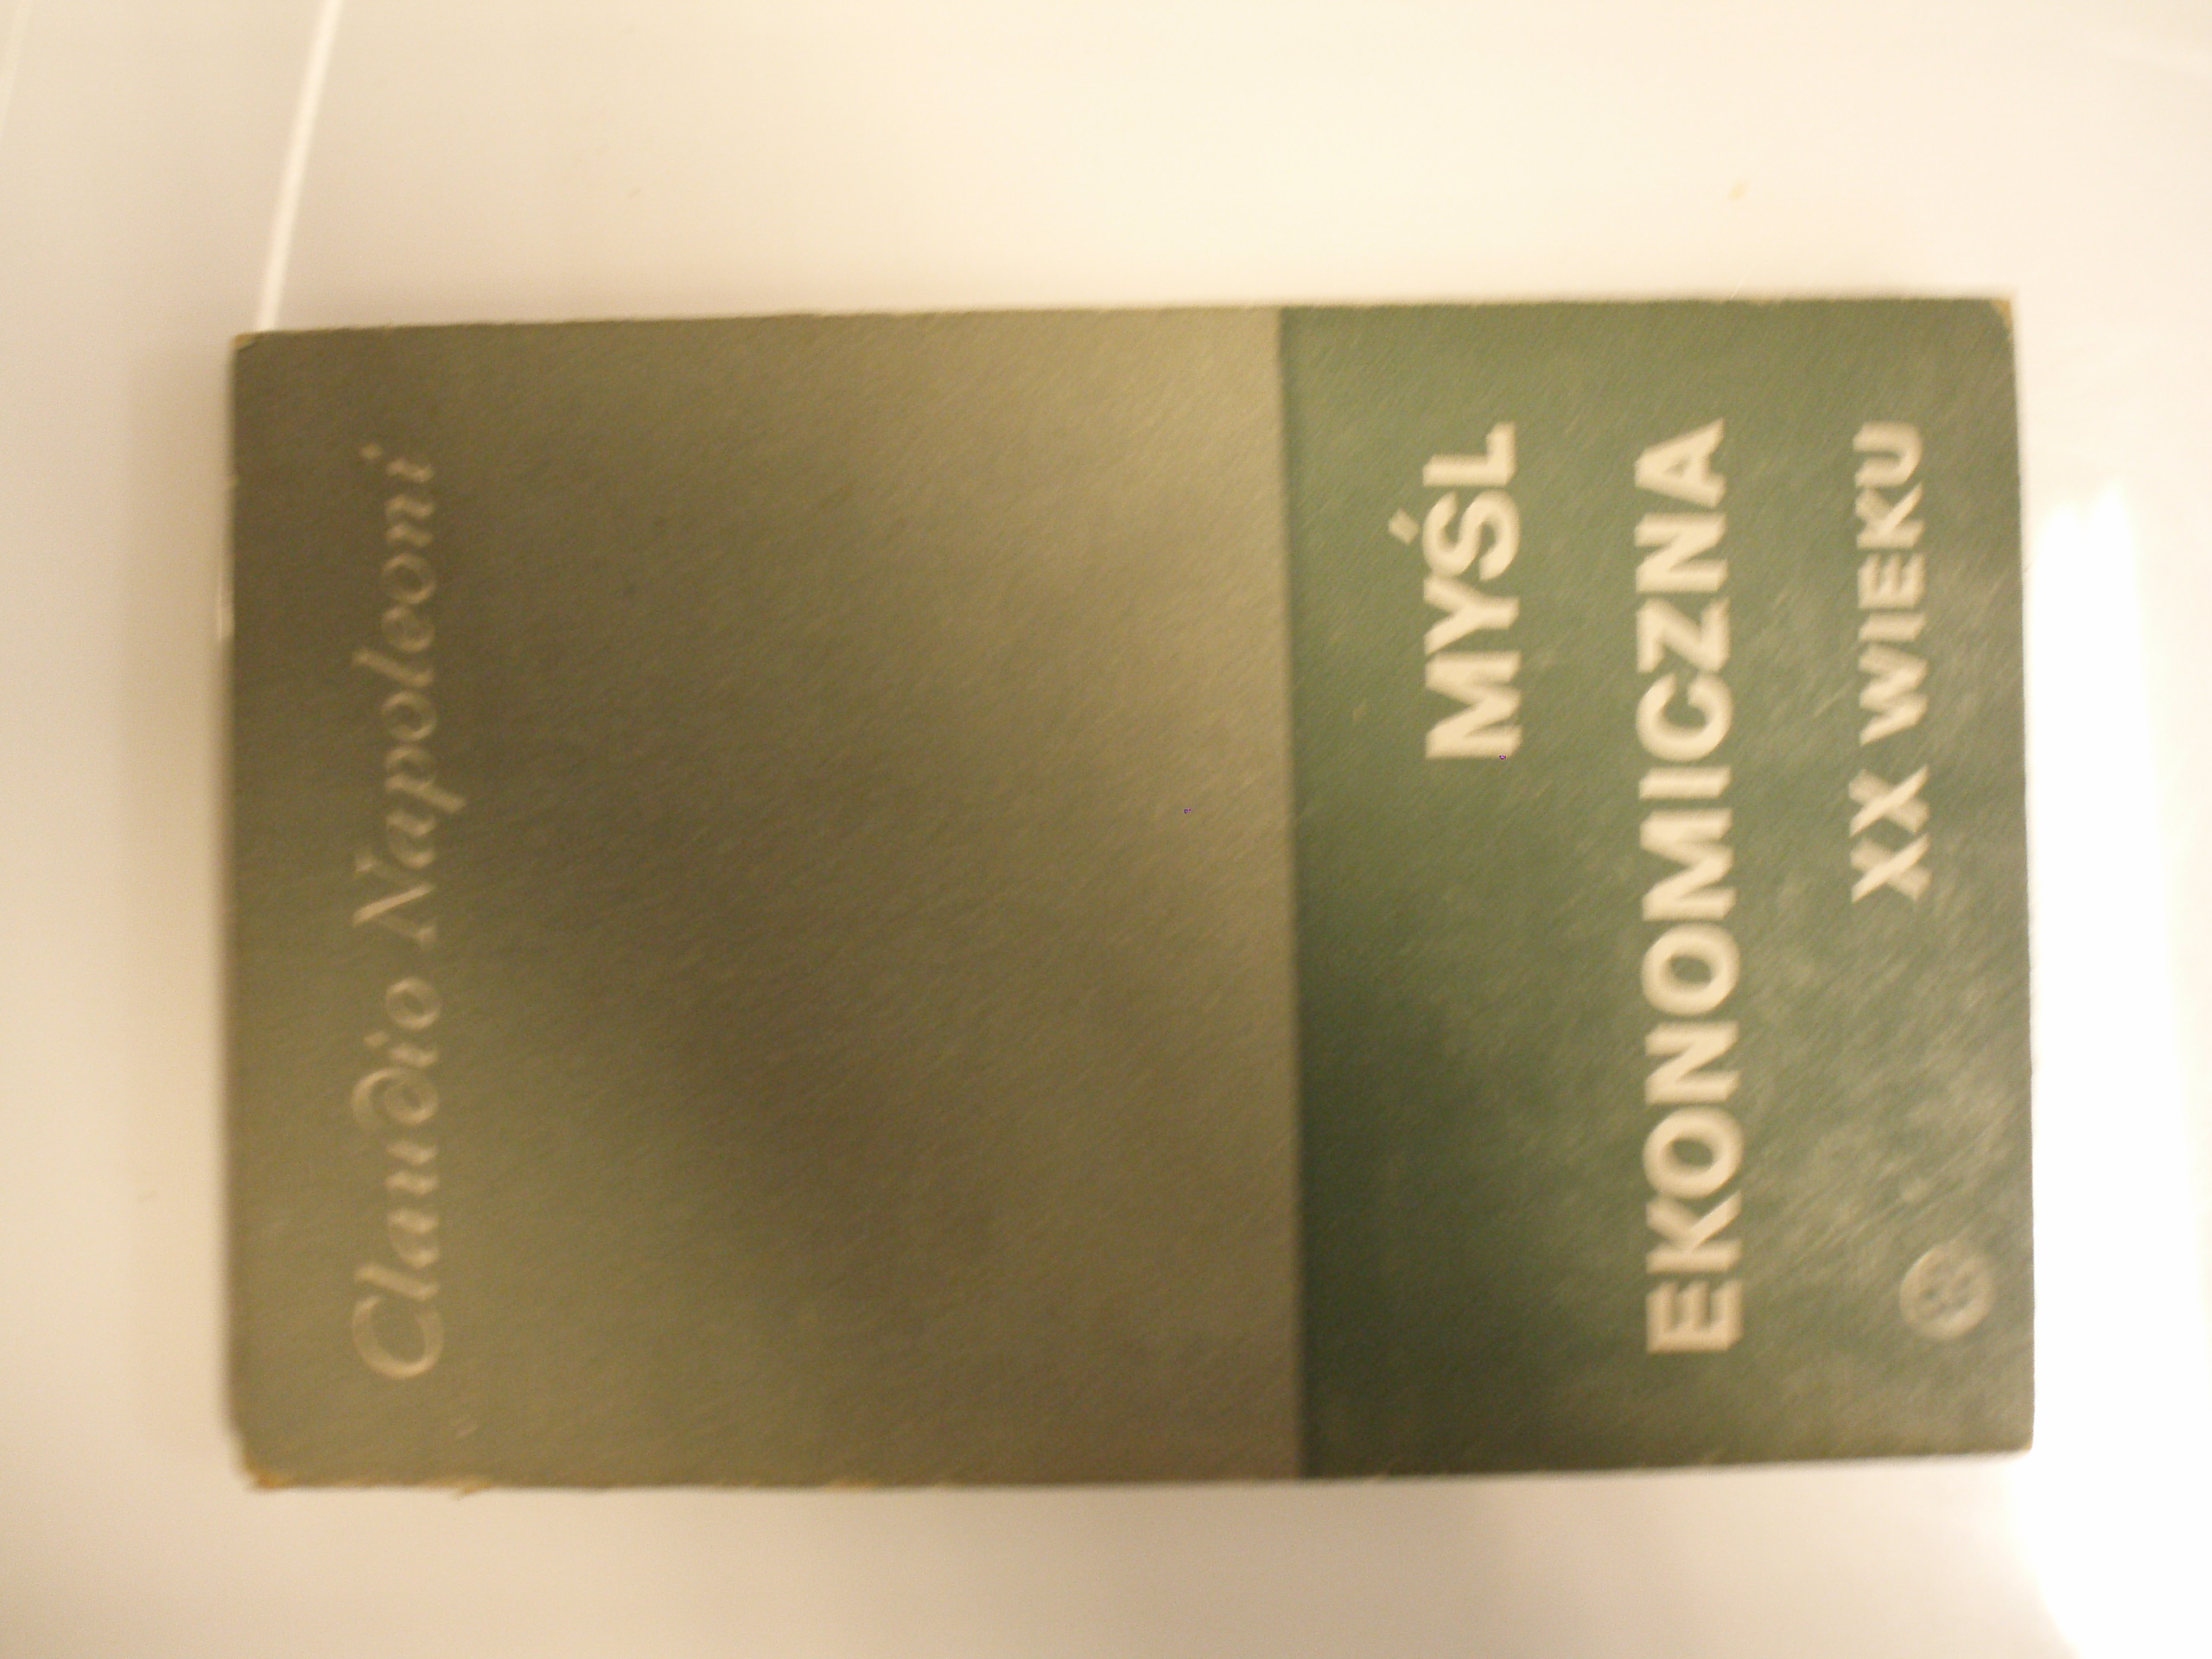 Claudio Napoleoni
MYŚL
EKONOMICZNA
XX WIEKU